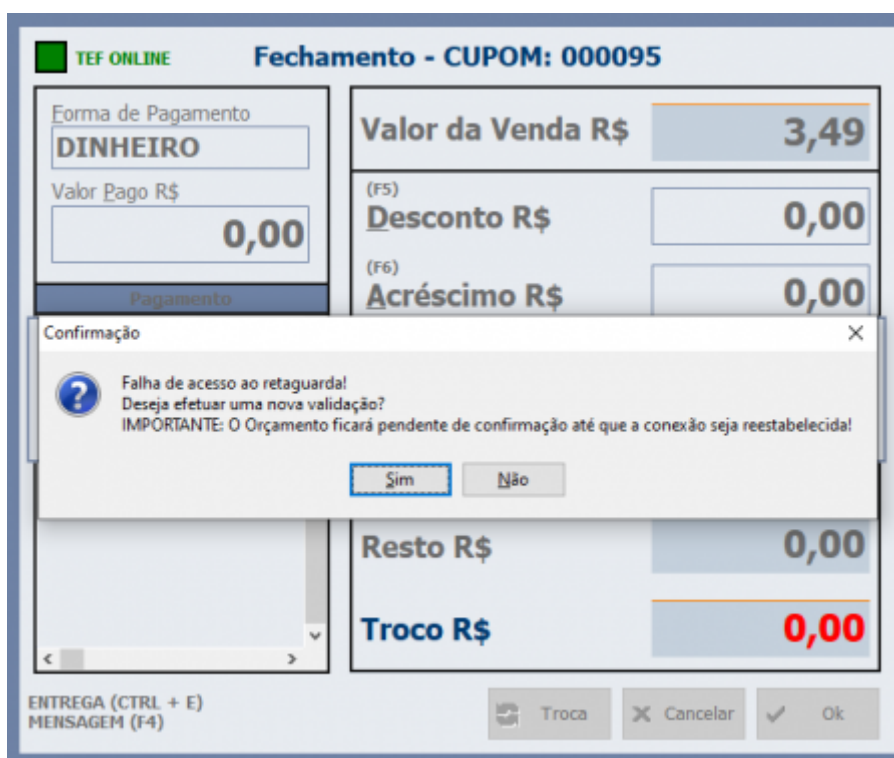 TEF ONLINE
Fechamento - CUPOM: 000095
Forma de Pagamento
DINHEIRO
Valor Pago R$
0,00
Pagamento
Valor da Venda R$ 3,49
(F5)
Desconto R$ 0,00
(F6)
Acréscimo R$ 0,00
Confirmação
Falha de acesso ao retaguarda!
Deseja efetuar uma nova validação?
IMPORTANTE: O Orçamento ficará pendente de confirmação até que a conexão seja reestabelecida!
Sim Não
Resto R$ 0,00
Troco R$ 0,00
ENTREGA (CTRL + E)
MENSAGEM (F4)
Troca Cancelar Ok